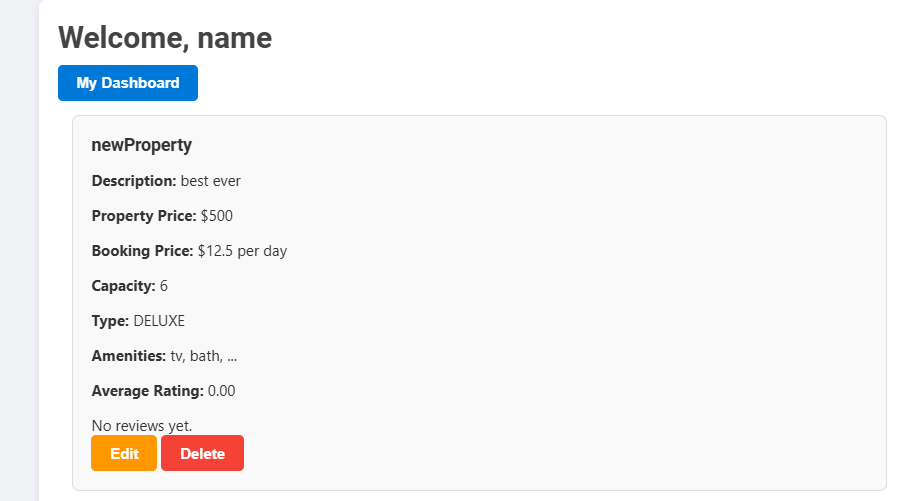 Welcome, name
My Dashboard
newProperty
Description: best ever
Property Price: $500
Booking Price: $12.5 per day
Capacity: 6
Type: DELUXE
Amenities: tv, bath, ...
Average Rating: 0.00
No reviews yet.
Edit Delete